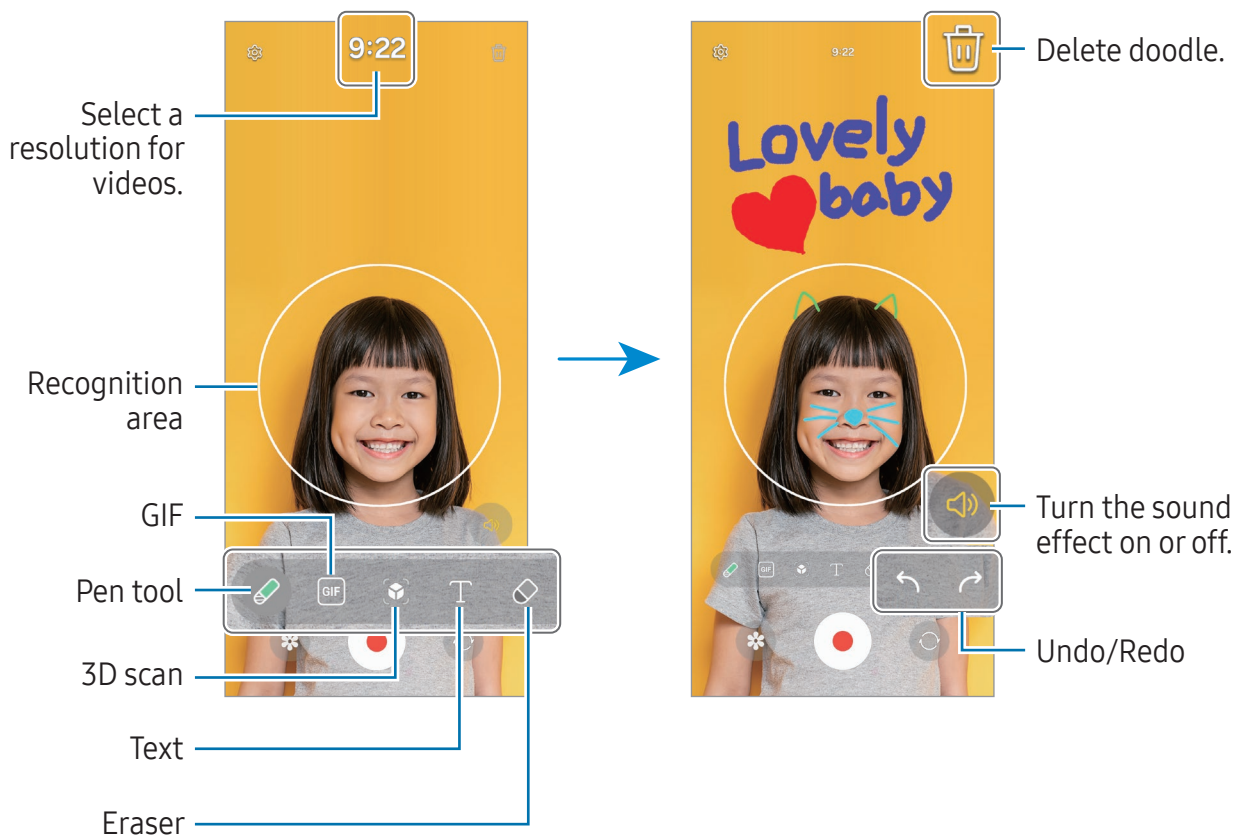 9:22
Select a
resolution for
videos.
Recognition
area
GIF
Pen tool
GIF
T
3D scan
Text
Eraser
9:22
Delete doodle.
Lovely
baby
Turn the sound
effect on or off.
GIF
T
Undo/Redo